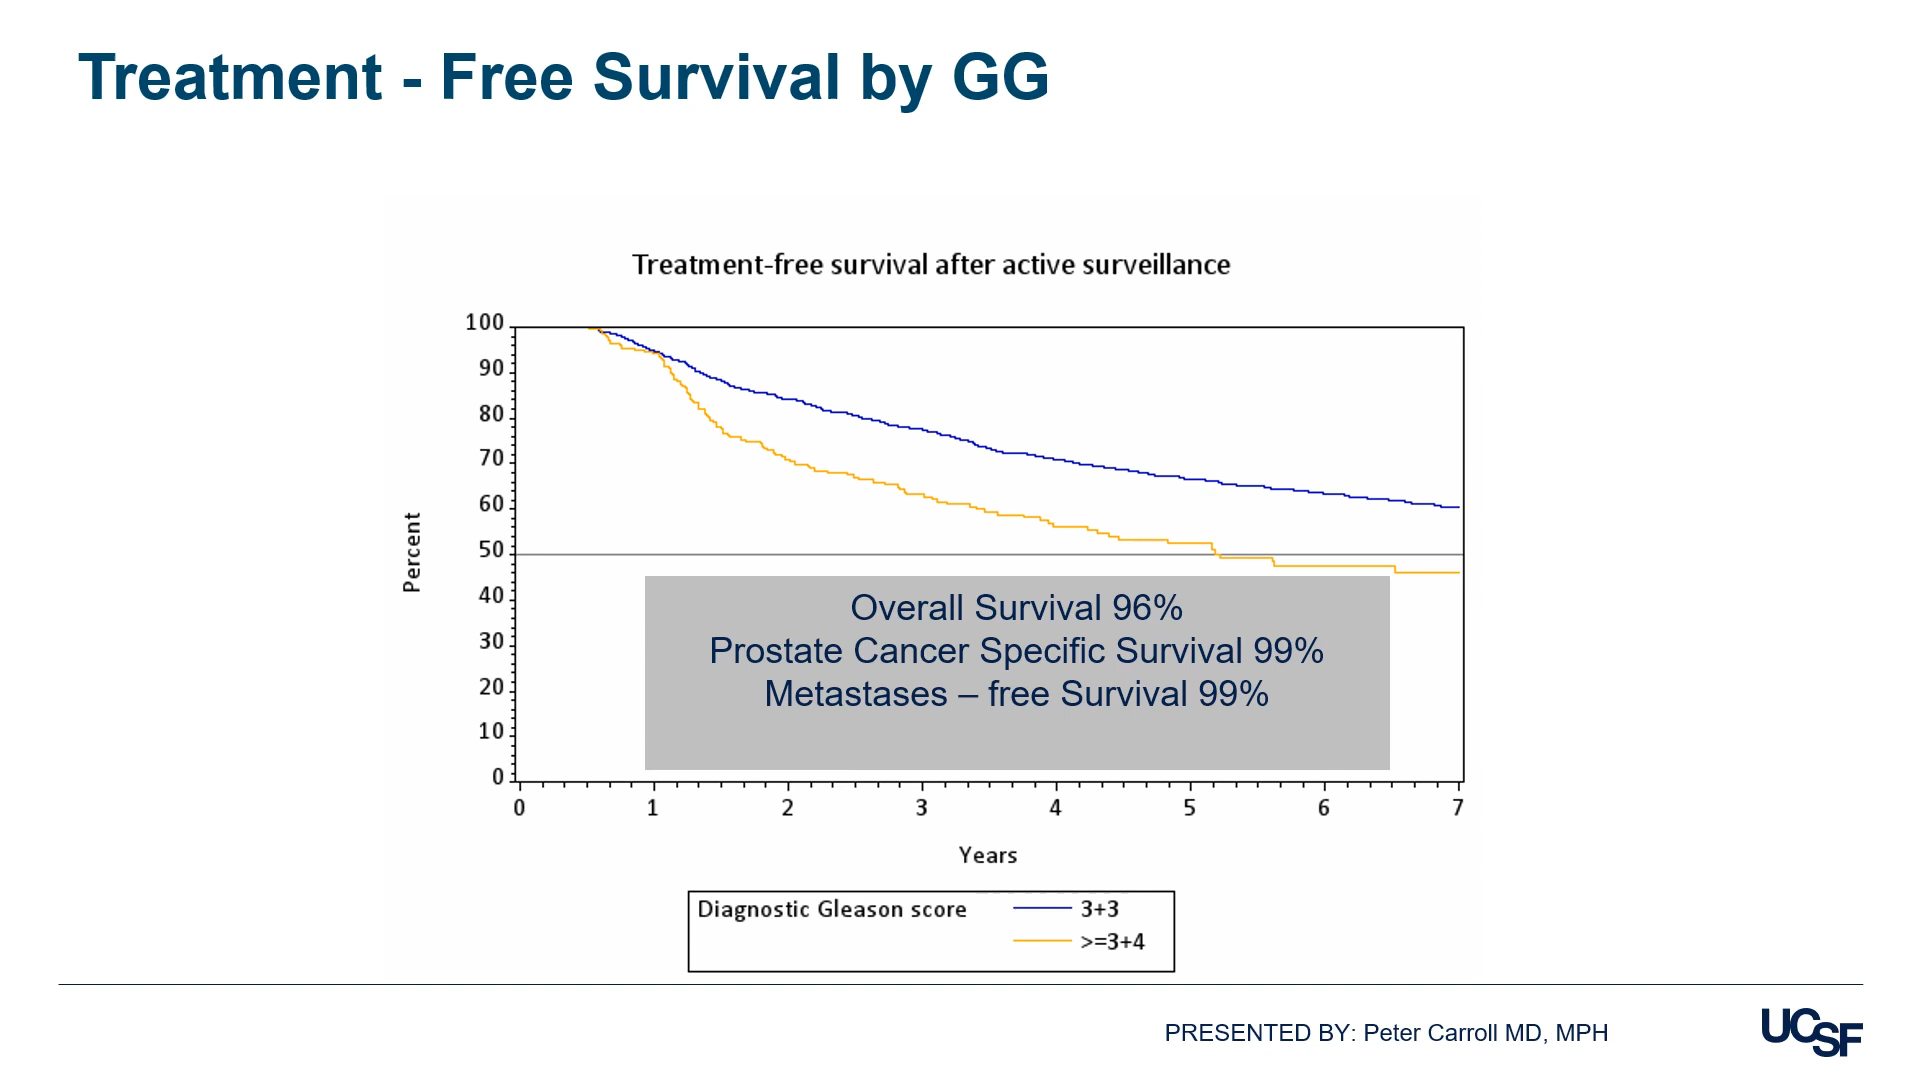 Treatment - Free Survival by GG
Treatment-free survival after active surveillance
100
90
80
70
60
50
40
30
20
10
0
Percent
Overall Survival 96%
Prostate Cancer Specific Survival 99%
Metastases – free Survival 99%
0 1 2 3 4 5 6 7
Years
Diagnostic Gleason score 3+3
>=3+4
PRESENTED BY: Peter Carroll MD, MPH
UCSF